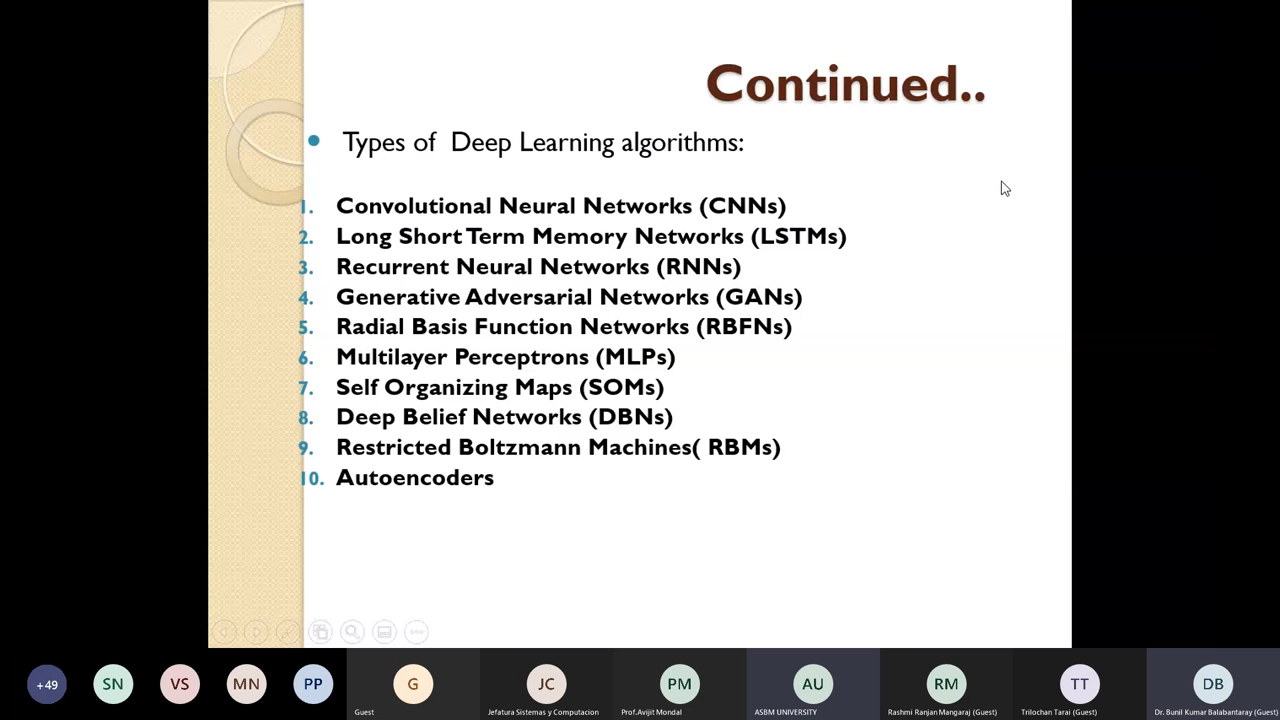 Continued..
• Types of Deep Learning algorithms:
1. Convolutional Neural Networks (CNNs)
2. Long Short Term Memory Networks (LSTMs)
3. Recurrent Neural Networks (RNNs)
4. Generative Adversarial Networks (GANs)
5. Radial Basis Function Networks (RBFNs)
6. Multilayer Perceptrons (MLPs)
7. Self Organizing Maps (SOMs)
8. Deep Belief Networks (DBNs)
9. Restricted Boltzmann Machines( RBMs)
10. Autoencoders
+49 SN VS MN PP G JC PM AU RM TT DB
Guest Jefatura Sistemas y Computacion Prof.Avijit Mondal ASBM UNIVERSITY Rashmi Ranjan Mangaraj (Guest) Trilochan Tarai (Guest) Dr. Bunil Kumar Balabantaray (Guest)